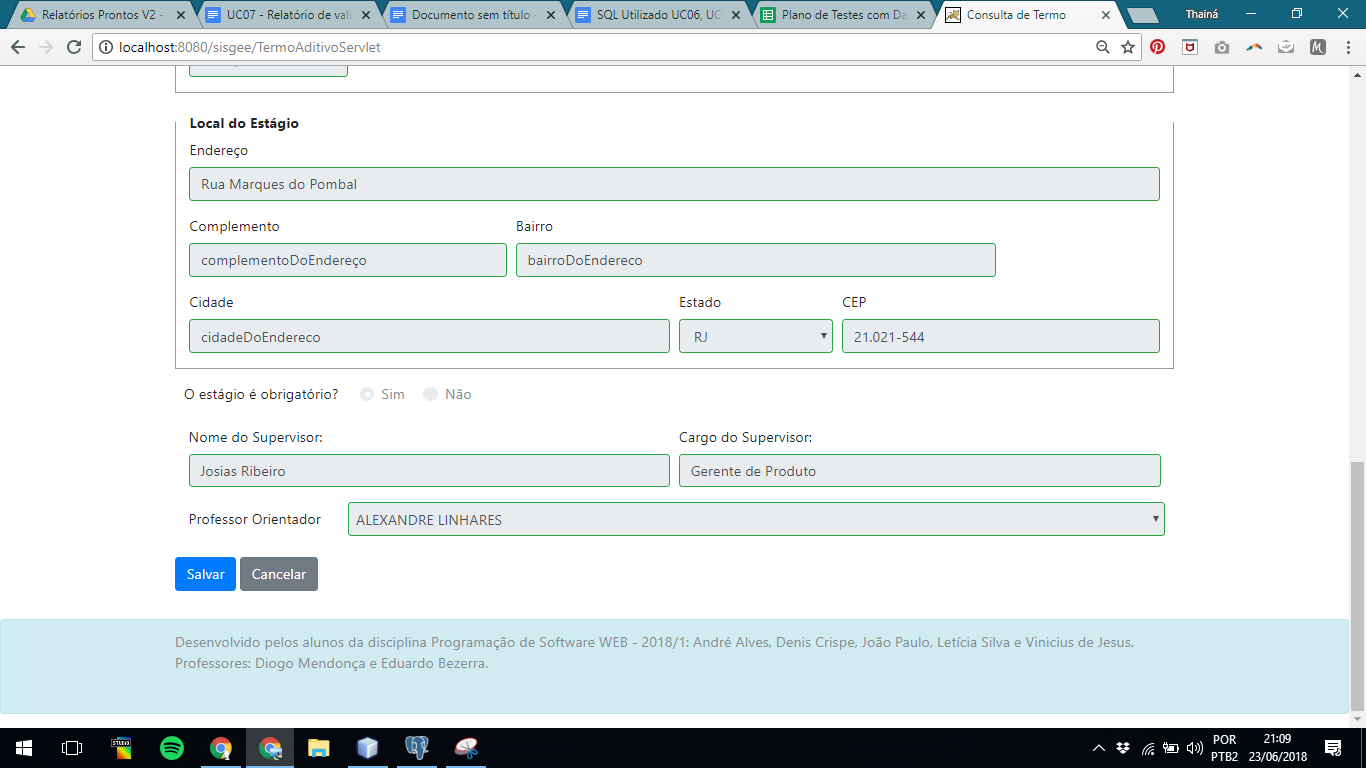 Relatórios Prontos V2 -
UC07 - Relatório de vali
Documento sem título -
SQL Utilizado UC06, UC
Plano de Testes com Da
Consulta de Termo
Thainá
localhost:8080/sisgee/TermoAditivoServlet
Local do Estágio
Endereço
Rua Marques do Pombal
Complemento
Bairro
complementoDoEndereço
bairroDoEndereco
Cidade
Estado
CEP
cidadeDoEndereco
RJ
21.021-544
O estágio é obrigatório?
Sim
Não
Nome do Supervisor:
Cargo do Supervisor:
Josias Ribeiro
Gerente de Produto
Professor Orientador
ALEXANDRE LINHARES
Salvar
Cancelar
Desenvolvido pelos alunos da disciplina Programação de Software WEB - 2018/1: André Alves, Denis Crispe, João Paulo, Letícia Silva e Vinicius de Jesus.
Professores: Diogo Mendonça e Eduardo Bezerra.
STUDIO
POR
PTB2
21:09
23/06/2018